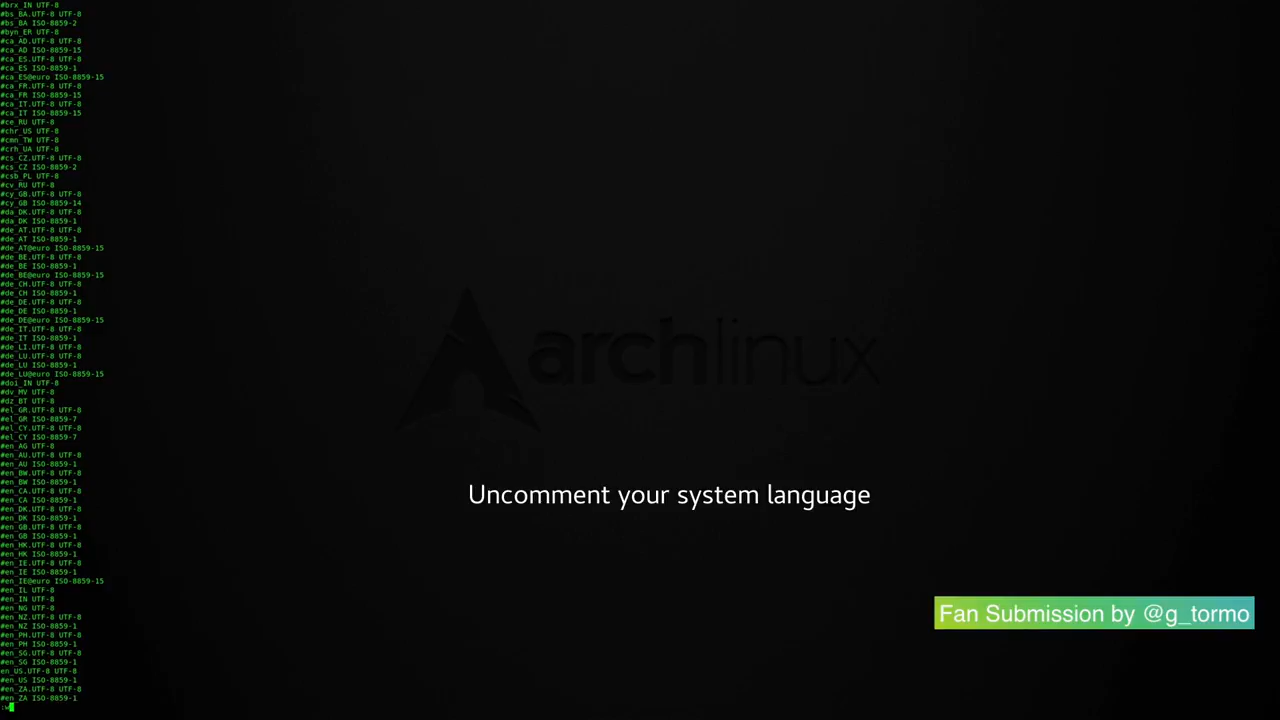 #brx_IN UTF-8
#bs_BA.UTF-8 UTF-8
#bs_BA ISO-8859-2
#byn_ER UTF-8
#ca_AD.UTF-8 UTF-8
#ca_AD ISO-8859-15
#ca_ES.UTF-8 UTF-8
#ca_ES ISO-8859-1
#ca_ES@euro ISO-8859-15
#ca_FR.UTF-8 UTF-8
#ca_FR ISO-8859-15
#ca_IT.UTF-8 UTF-8
#ca_IT ISO-8859-15
#ce_RU UTF-8
#chr_US UTF-8
#cmn_TW UTF-8
#crh_UA UTF-8
#cs_CZ.UTF-8 UTF-8
#cs_CZ ISO-8859-2
#csb_PL UTF-8
#cv_RU UTF-8
#cy_GB.UTF-8 UTF-8
#cy_GB ISO-8859-14
#da_DK.UTF-8 UTF-8
#da_DK ISO-8859-1
#de_AT.UTF-8 UTF-8
#de_AT ISO-8859-1
#de_AT@euro ISO-8859-15
#de_BE.UTF-8 UTF-8
#de_BE ISO-8859-1
#de_BE@euro ISO-8859-15
#de_CH.UTF-8 UTF-8
#de_CH ISO-8859-1
#de_DE.UTF-8 UTF-8
#de_DE ISO-8859-1
#de_DE@euro ISO-8859-15
#de_IT.UTF-8 UTF-8
#de_IT ISO-8859-1
#de_LI.UTF-8 UTF-8
#de_LU.UTF-8 UTF-8
#de_LU ISO-8859-1
#de_LU@euro ISO-8859-15
#doi_IN UTF-8
#dv_MV UTF-8
#dz_BT UTF-8
#el_GR.UTF-8 UTF-8
#el_GR ISO-8859-7
#el_CY.UTF-8 UTF-8
#el_CY ISO-8859-7
#en_AG UTF-8
#en_AU.UTF-8 UTF-8
#en_AU ISO-8859-1
#en_BW.UTF-8 UTF-8
#en_BW ISO-8859-1
#en_CA.UTF-8 UTF-8
#en_CA ISO-8859-1
#en_DK.UTF-8 UTF-8
#en_DK ISO-8859-1
#en_GB.UTF-8 UTF-8
#en_GB ISO-8859-1
#en_HK.UTF-8 UTF-8
#en_HK ISO-8859-1
#en_IE.UTF-8 UTF-8
#en_IE ISO-8859-1
#en_IE@euro ISO-8859-15
#en_IL UTF-8
#en_IN UTF-8
#en_NG UTF-8
#en_NZ.UTF-8 UTF-8
#en_NZ ISO-8859-1
#en_PH.UTF-8 UTF-8
#en_PH ISO-8859-1
#en_SG.UTF-8 UTF-8
#en_SG ISO-8859-1
en_US.UTF-8 UTF-8
#en_US ISO-8859-1
#en_ZA.UTF-8 UTF-8
#en_ZA ISO-8859-1
:w
archlinux
Uncomment your system language
Fan Submission by @g_tormo